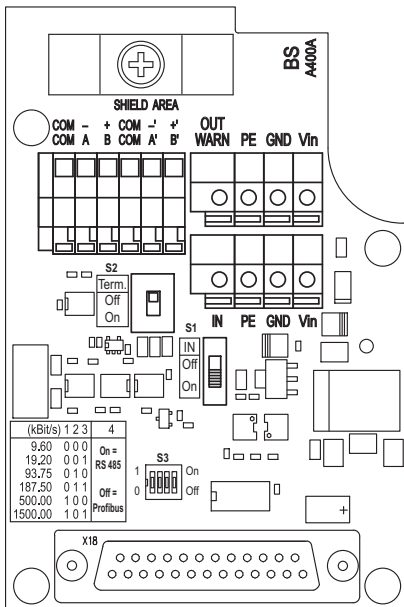 BS
A400A
SHIELD AREA
COM – + COM –' +'
COM A B COM A' B'
OUT
WARN PE GND Vin
IN PE GND Vin
S2
Term.
Off
On
S1
IN
Off
On
(kBit/s) 1 2 3 4
9.60 0 0 0
19.20 0 0 1
93.75 0 1 0
187.50 0 1 1
500.00 1 0 0
1500.00 1 0 1
On =
RS 485
Off =
Profibus
S3
1 On
0 Off
+
X18